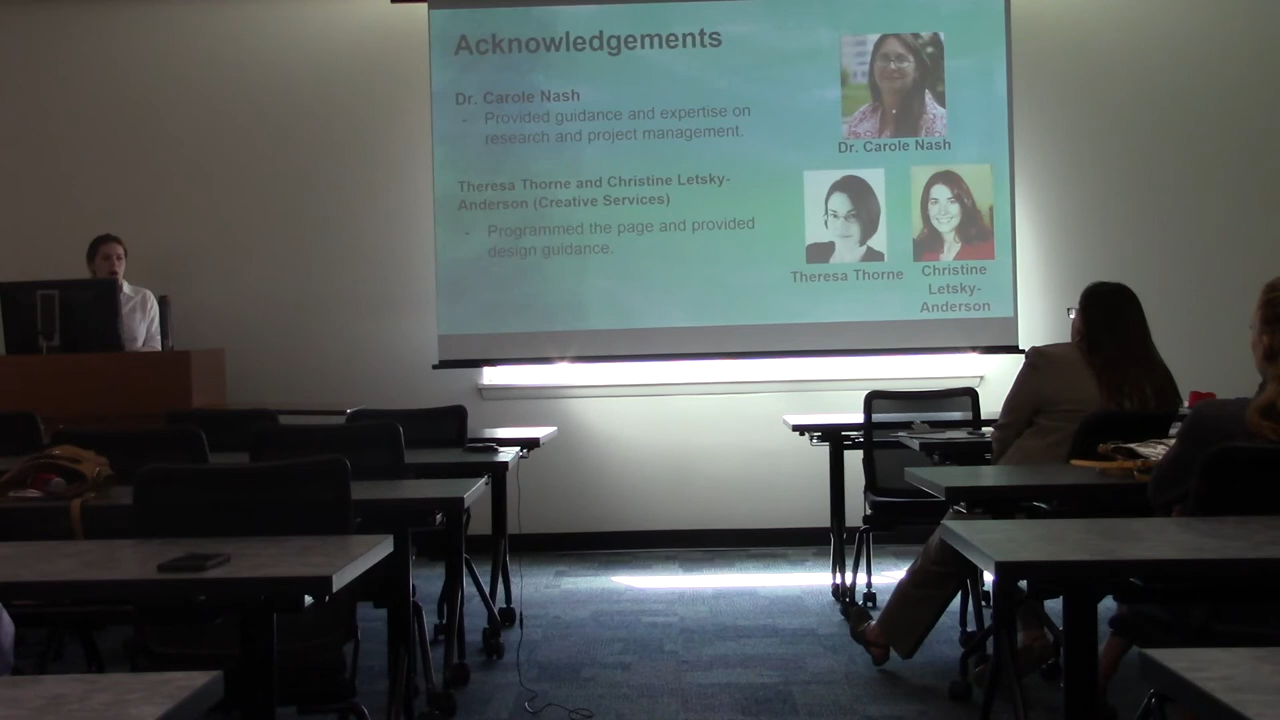 Acknowledgements
Dr. Carole Nash
- Provided guidance and expertise on
research and project management.
Theresa Thorne and Christine Letsky-
Anderson (Creative Services)
- Programmed the page and provided
design guidance.
Dr. Carole Nash
Theresa Thorne
Christine
Letsky-
Anderson